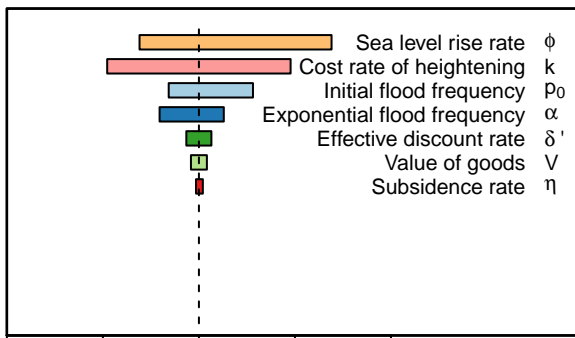 Sea level rise rate ϕ
Cost rate of heightening k
Initial flood frequency p₀
Exponential flood frequency α
Effective discount rate δ'
Value of goods V
Subsidence rate η